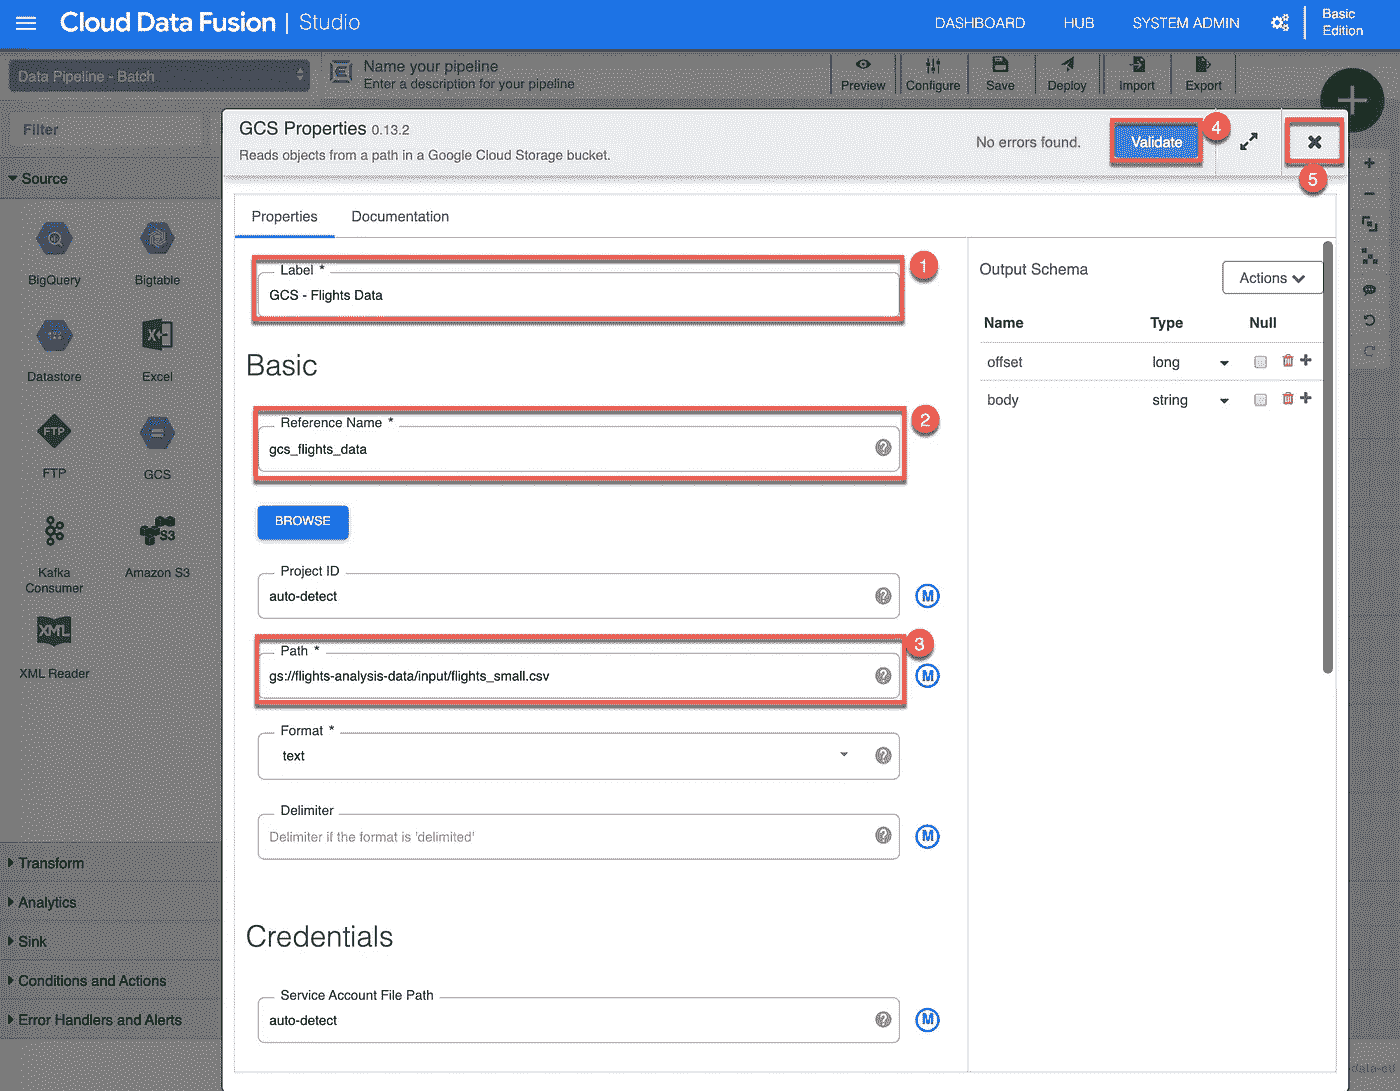 Cloud Data Fusion | Studio
DASHBOARD
HUB
SYSTEM ADMIN
Basic
Edition
Data Pipeline - Batch
Name your pipeline
Enter a description for your pipeline
Preview
Configure
Save
Deploy
Import
Export
Filter
Source
BigQuery
Bigtable
Datastore
Excel
FTP
FTP
GCS
Kafka
Consumer
S3
Amazon S3
XML
XML Reader
Transform
Analytics
Sink
Conditions and Actions
Error Handlers and Alerts
GCS Properties 0.13.2
Reads objects from a path in a Google Cloud Storage bucket.
No errors found.
Validate
4
5
Properties
Documentation
Label *
GCS - Flights Data
1
Basic
Reference Name *
gcs_flights_data
2
BROWSE
Project ID
auto-detect
M
Path *
gs://flights-analysis-data/input/flights_small.csv
3
M
Format *
text
Delimiter
Delimiter if the format is 'delimited'
M
Credentials
Service Account File Path
auto-detect
M
Output Schema
Actions
Name Type Null
offset long
body string